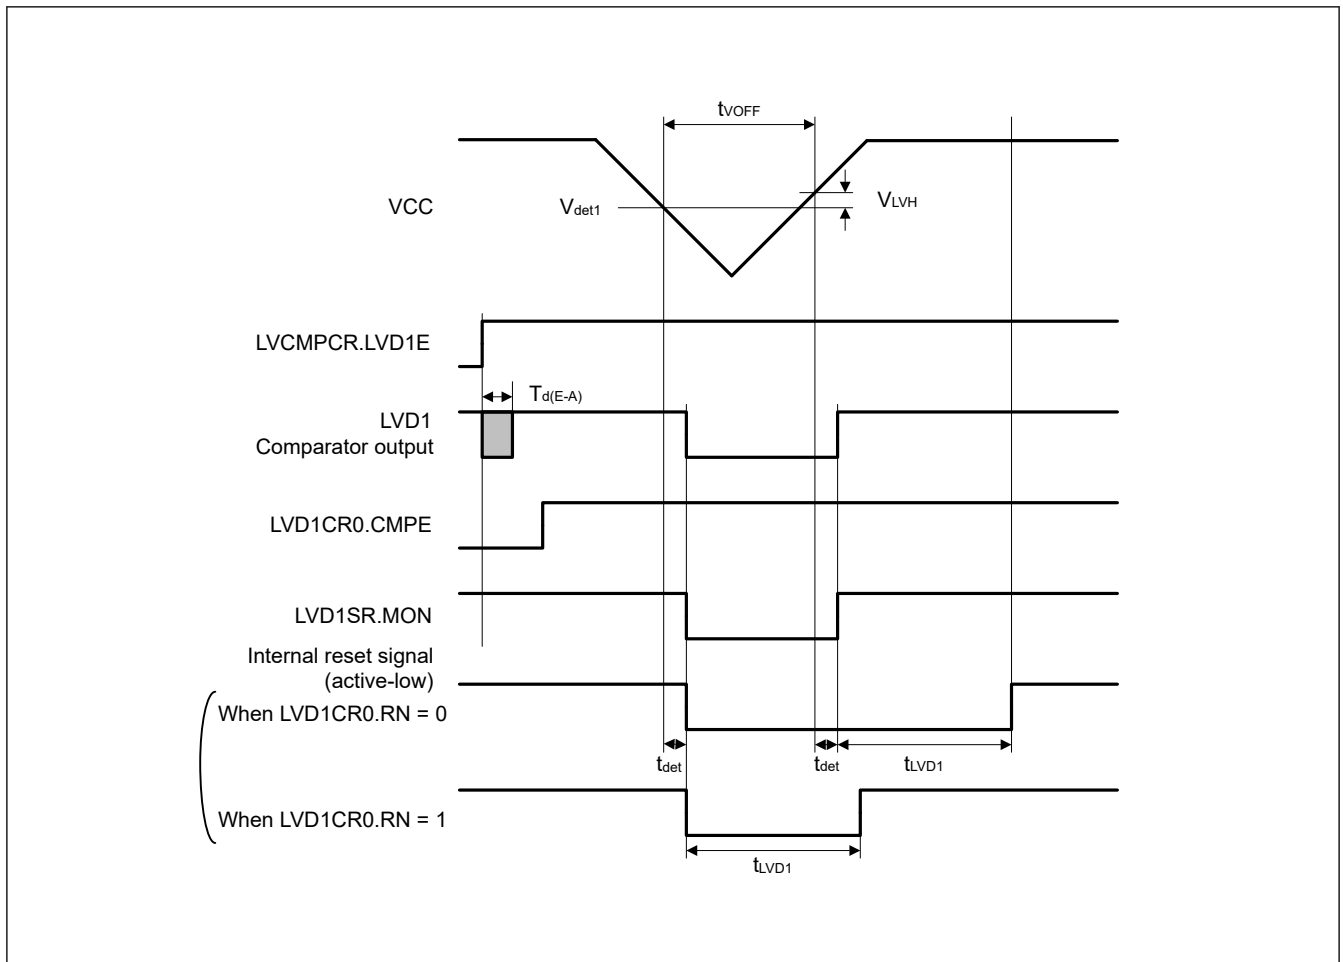 tVOFF
VCC
Vdet1
VLVH
LVCMPCR.LVD1E
Td(E-A)
LVD1
Comparator output
LVD1CR0.CMPE
LVD1SR.MON
Internal reset signal
(active-low)
When LVD1CR0.RN = 0
tdet
tdet
tLVD1
When LVD1CR0.RN = 1
tLVD1